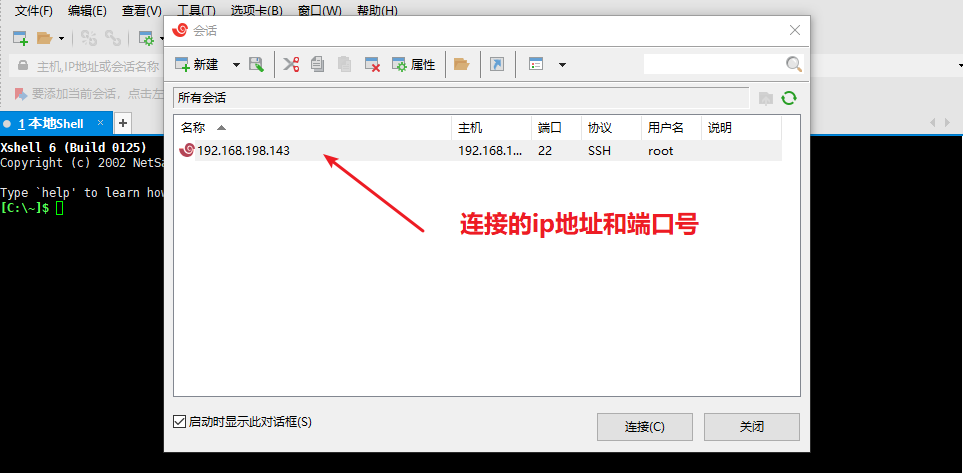 文件(F) 编辑(E) 查看(V) 工具(T) 选项卡(B) 窗口(W) 帮助(H)
会话
新建 属性
主机,IP地址或会话名称
要添加当前会话，点击左
所有会话
1 本地Shell
名称 主机 端口 协议 用户名 说明
192.168.198.143 192.168.1... 22 SSH root
Xshell 6 (Build 0125)
Copyright (c) 2002 NetSa
Type `help' to learn how
[C:\~]$
连接的ip地址和端口号
启动时显示此对话框(S)
连接(C) 关闭